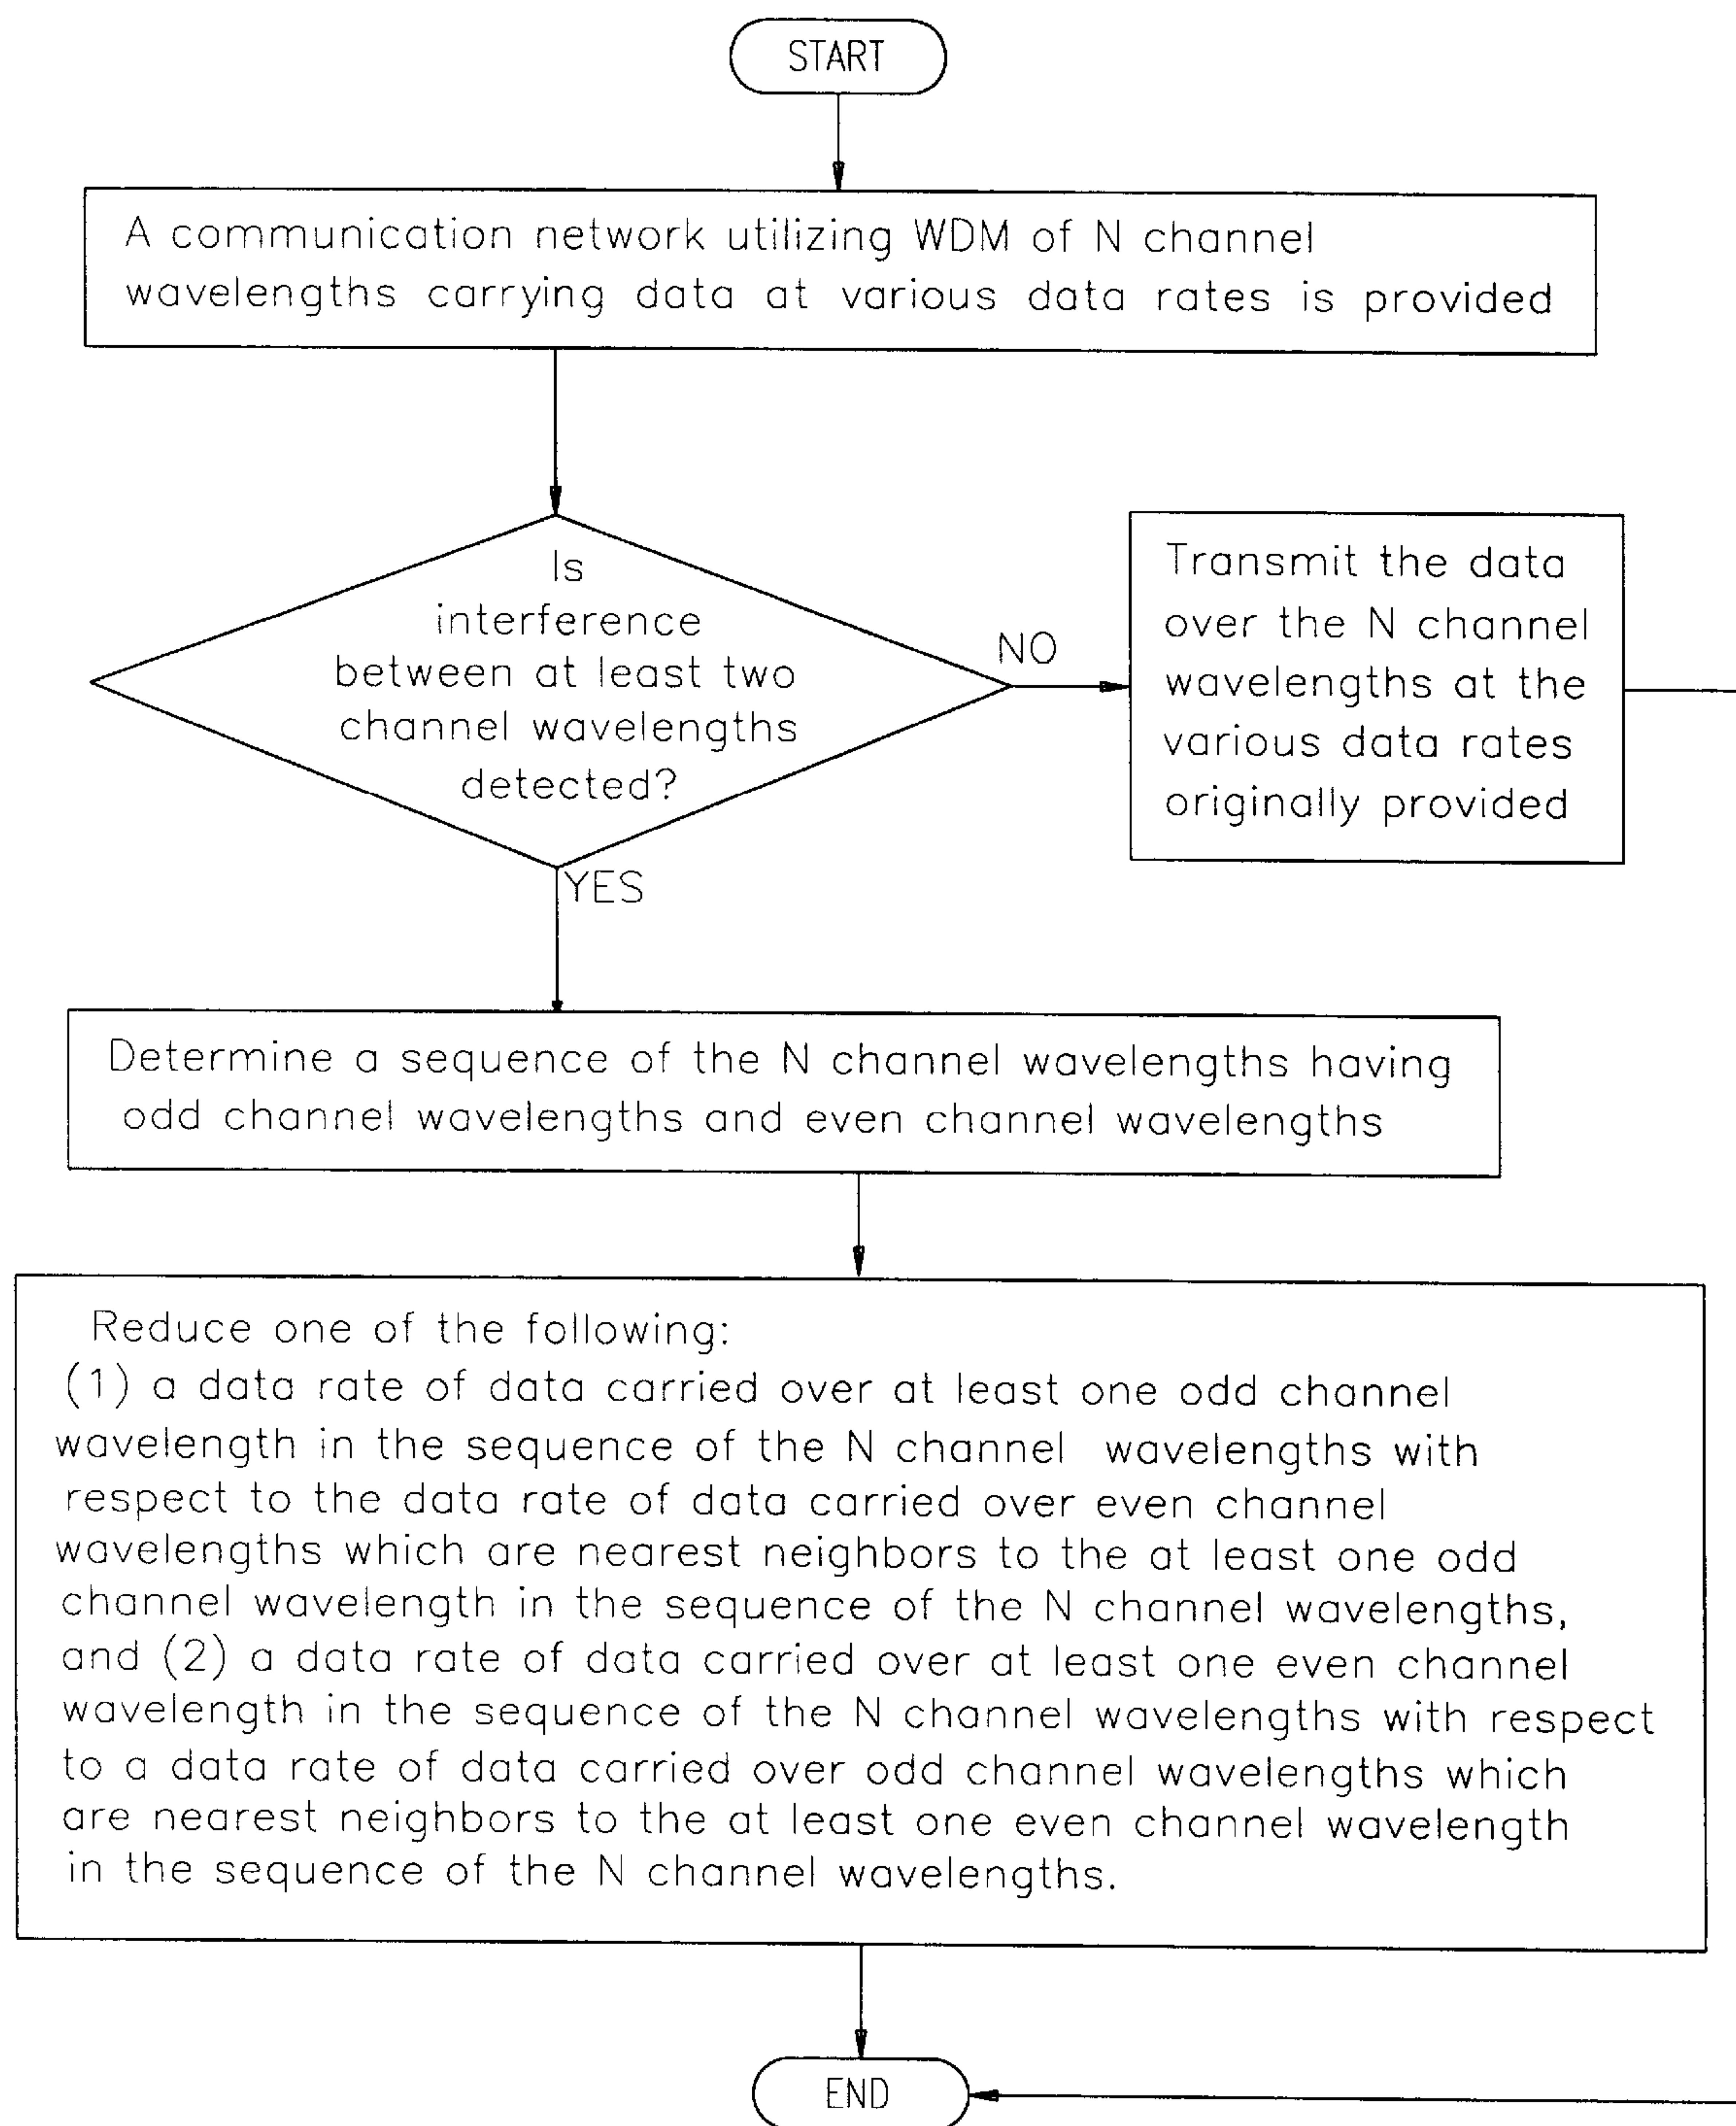 START
A communication network utilizing WDM of N channel
wavelengths carrying data at various data rates is provided
Is
interference
between at least two
channel wavelengths
detected?
NO
Transmit the data
over the N channel
wavelengths at the
various data rates
originally provided
YES
Determine a sequence of the N channel wavelengths having
odd channel wavelengths and even channel wavelengths
Reduce one of the following:
(1) a data rate of data carried over at least one odd channel
wavelength in the sequence of the N channel wavelengths with
respect to the data rate of data carried over even channel
wavelengths which are nearest neighbors to the at least one odd
channel wavelength in the sequence of the N channel wavelengths,
and (2) a data rate of data carried over at least one even channel
wavelength in the sequence of the N channel wavelengths with respect
to a data rate of data carried over odd channel wavelengths which
are nearest neighbors to the at least one even channel wavelength
in the sequence of the N channel wavelengths.
END